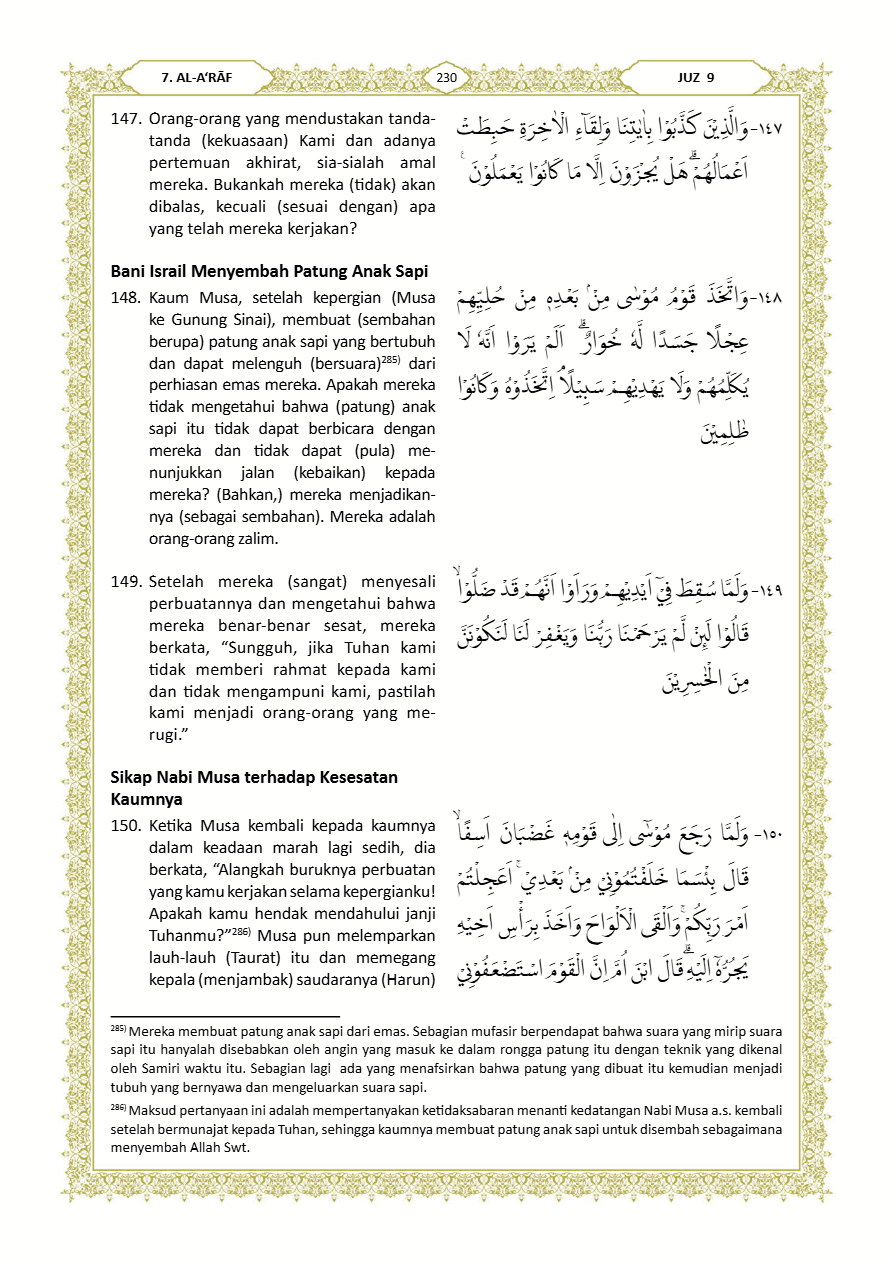 7. AL-A‘RĀF
230
JUZ 9
147. Orang-orang yang mendustakan tanda-
tanda (kekuasaan) Kami dan adanya
pertemuan akhirat, sia-sialah amal
mereka. Bukankah mereka (tidak) akan
dibalas, kecuali (sesuai dengan) apa
yang telah mereka kerjakan?
١٤٧- وَالَّذِيْنَ كَذَّبُوْا بِاٰيٰتِنَا وَلِقَاۤءِ الْاٰخِرَةِ حَبِطَتْ
اَعْمَالُهُمْۗ هَلْ يُجْزَوْنَ اِلَّا مَا كَانُوْا يَعْمَلُوْنَ ࣖ
Bani Israil Menyembah Patung Anak Sapi
148. Kaum Musa, setelah kepergian (Musa
ke Gunung Sinai), membuat (sembahan
berupa) patung anak sapi yang bertubuh
dan dapat melenguh (bersuara)285) dari
perhiasan emas mereka. Apakah mereka
tidak mengetahui bahwa (patung) anak
sapi itu tidak dapat berbicara dengan
mereka dan tidak dapat (pula) me-
nunjukkan jalan (kebaikan) kepada
mereka? (Bahkan,) mereka menjadikan-
nya (sebagai sembahan). Mereka adalah
orang-orang zalim.
١٤٨- وَاتَّخَذَ قَوْمُ مُوْسٰى مِنْۢ بَعْدِهٖ مِنْ حُلِيِّهِمْ
عِجْلًا جَسَدًا لَّهٗ خُوَارٌۗ اَلَمْ يَرَوْا اَنَّهٗ لَا
يُكَلِّمُهُمْ وَلَا يَهْدِيْهِمْ سَبِيْلًاۘ اِتَّخَذُوْهُ وَكَانُوْا
ظٰلِمِيْنَ
149. Setelah mereka (sangat) menyesali
perbuatannya dan mengetahui bahwa
mereka benar-benar sesat, mereka
berkata, “Sungguh, jika Tuhan kami
tidak memberi rahmat kepada kami
dan tidak mengampuni kami, pastilah
kami menjadi orang-orang yang me-
rugi.”
١٤٩- وَلَمَّا سُقِطَ فِيْٓ اَيْدِيْهِمْ وَرَاَوْا اَنَّهُمْ قَدْ ضَلُّوْاۙ
قَالُوْا لَىِٕنْ لَّمْ يَرْحَمْنَا رَبُّنَا وَيَغْفِرْ لَنَا لَنَكُوْنَنَّ
مِنَ الْخٰسِرِيْنَ
Sikap Nabi Musa terhadap Kesesatan
Kaumnya
150. Ketika Musa kembali kepada kaumnya
dalam keadaan marah lagi sedih, dia
berkata, “Alangkah buruknya perbuatan
yang kamu kerjakan selama kepergianku!
Apakah kamu hendak mendahului janji
Tuhanmu?”286) Musa pun melemparkan
lauh-lauh (Taurat) itu dan memegang
kepala (menjambak) saudaranya (Harun)
١٥٠- وَلَمَّا رَجَعَ مُوْسٰٓى اِلٰى قَوْمِهٖ غَضْبَانَ اَسِفًاۙ
قَالَ بِئْسَمَا خَلَفْتُمُوْنِيْ مِنْۢ بَعْدِيْۚ اَعَجِلْتُمْ
اَمْرَ رَبِّكُمْۚ وَاَلْقَى الْاَلْوَاحَ وَاَخَذَ بِرَأْسِ اَخِيْهِ
يَجُرُّهٗٓ اِلَيْهِۗ قَالَ ابْنَ اُمَّ اِنَّ الْقَوْمَ اسْتَضْعَفُوْنِيْ
285) Mereka membuat patung anak sapi dari emas. Sebagian mufasir berpendapat bahwa suara yang mirip suara
sapi itu hanyalah disebabkan oleh angin yang masuk ke dalam rongga patung itu dengan teknik yang dikenal
oleh Samiri waktu itu. Sebagian lagi ada yang menafsirkan bahwa patung yang dibuat itu kemudian menjadi
tubuh yang bernyawa dan mengeluarkan suara sapi.
286) Maksud pertanyaan ini adalah mempertanyakan ketidaksabaran menanti kedatangan Nabi Musa a.s. kembali
setelah bermunajat kepada Tuhan, sehingga kaumnya membuat patung anak sapi untuk disembah sebagaimana
menyembah Allah Swt.